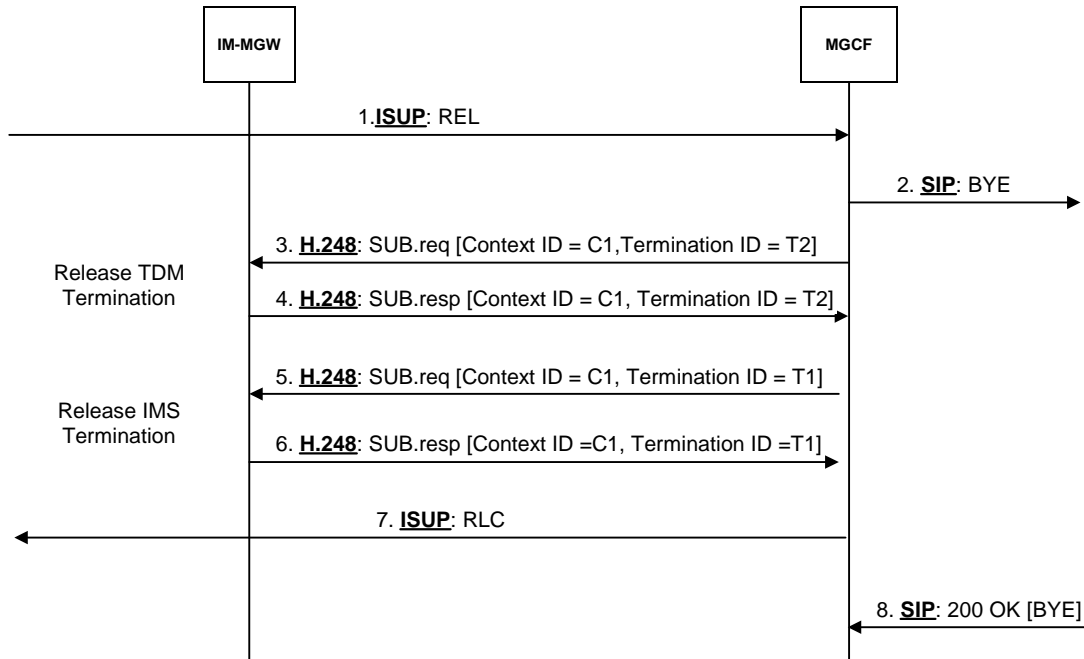 IM-MGW
MGCF
1.ISUP: REL
2. SIP: BYE
3. H.248: SUB.req [Context ID = C1,Termination ID = T2]
Release TDM
Termination
4. H.248: SUB.resp [Context ID = C1, Termination ID = T2]
5. H.248: SUB.req [Context ID = C1, Termination ID = T1]
Release IMS
Termination
6. H.248: SUB.resp [Context ID =C1, Termination ID =T1]
7. ISUP: RLC
8. SIP: 200 OK [BYE]